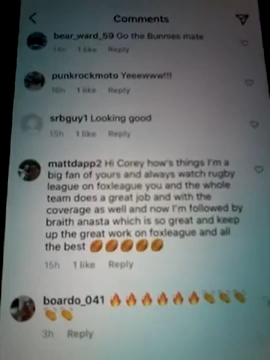 Comments
bear_ward_59 Go the Bunnies mate
1 like Reply
punkrockmoto Yeeewww!!!
1 like Reply
srbguy1 Looking good
15h 1 like Reply
mattdapp2 Hi Corey how's things I'm a
big fan of yours and always watch rugby
league on foxleague you and the whole
team does a great job and with the
coverage as well and now I'm followed by
braith anasta which is so great and keep
up the great work on foxleague and all
the best 🏉🏉🏉🏉🏉
15h 1 like Reply
boardo_041 🔥🔥🔥🔥🔥🔥👏👏👏
👏👏
3h Reply